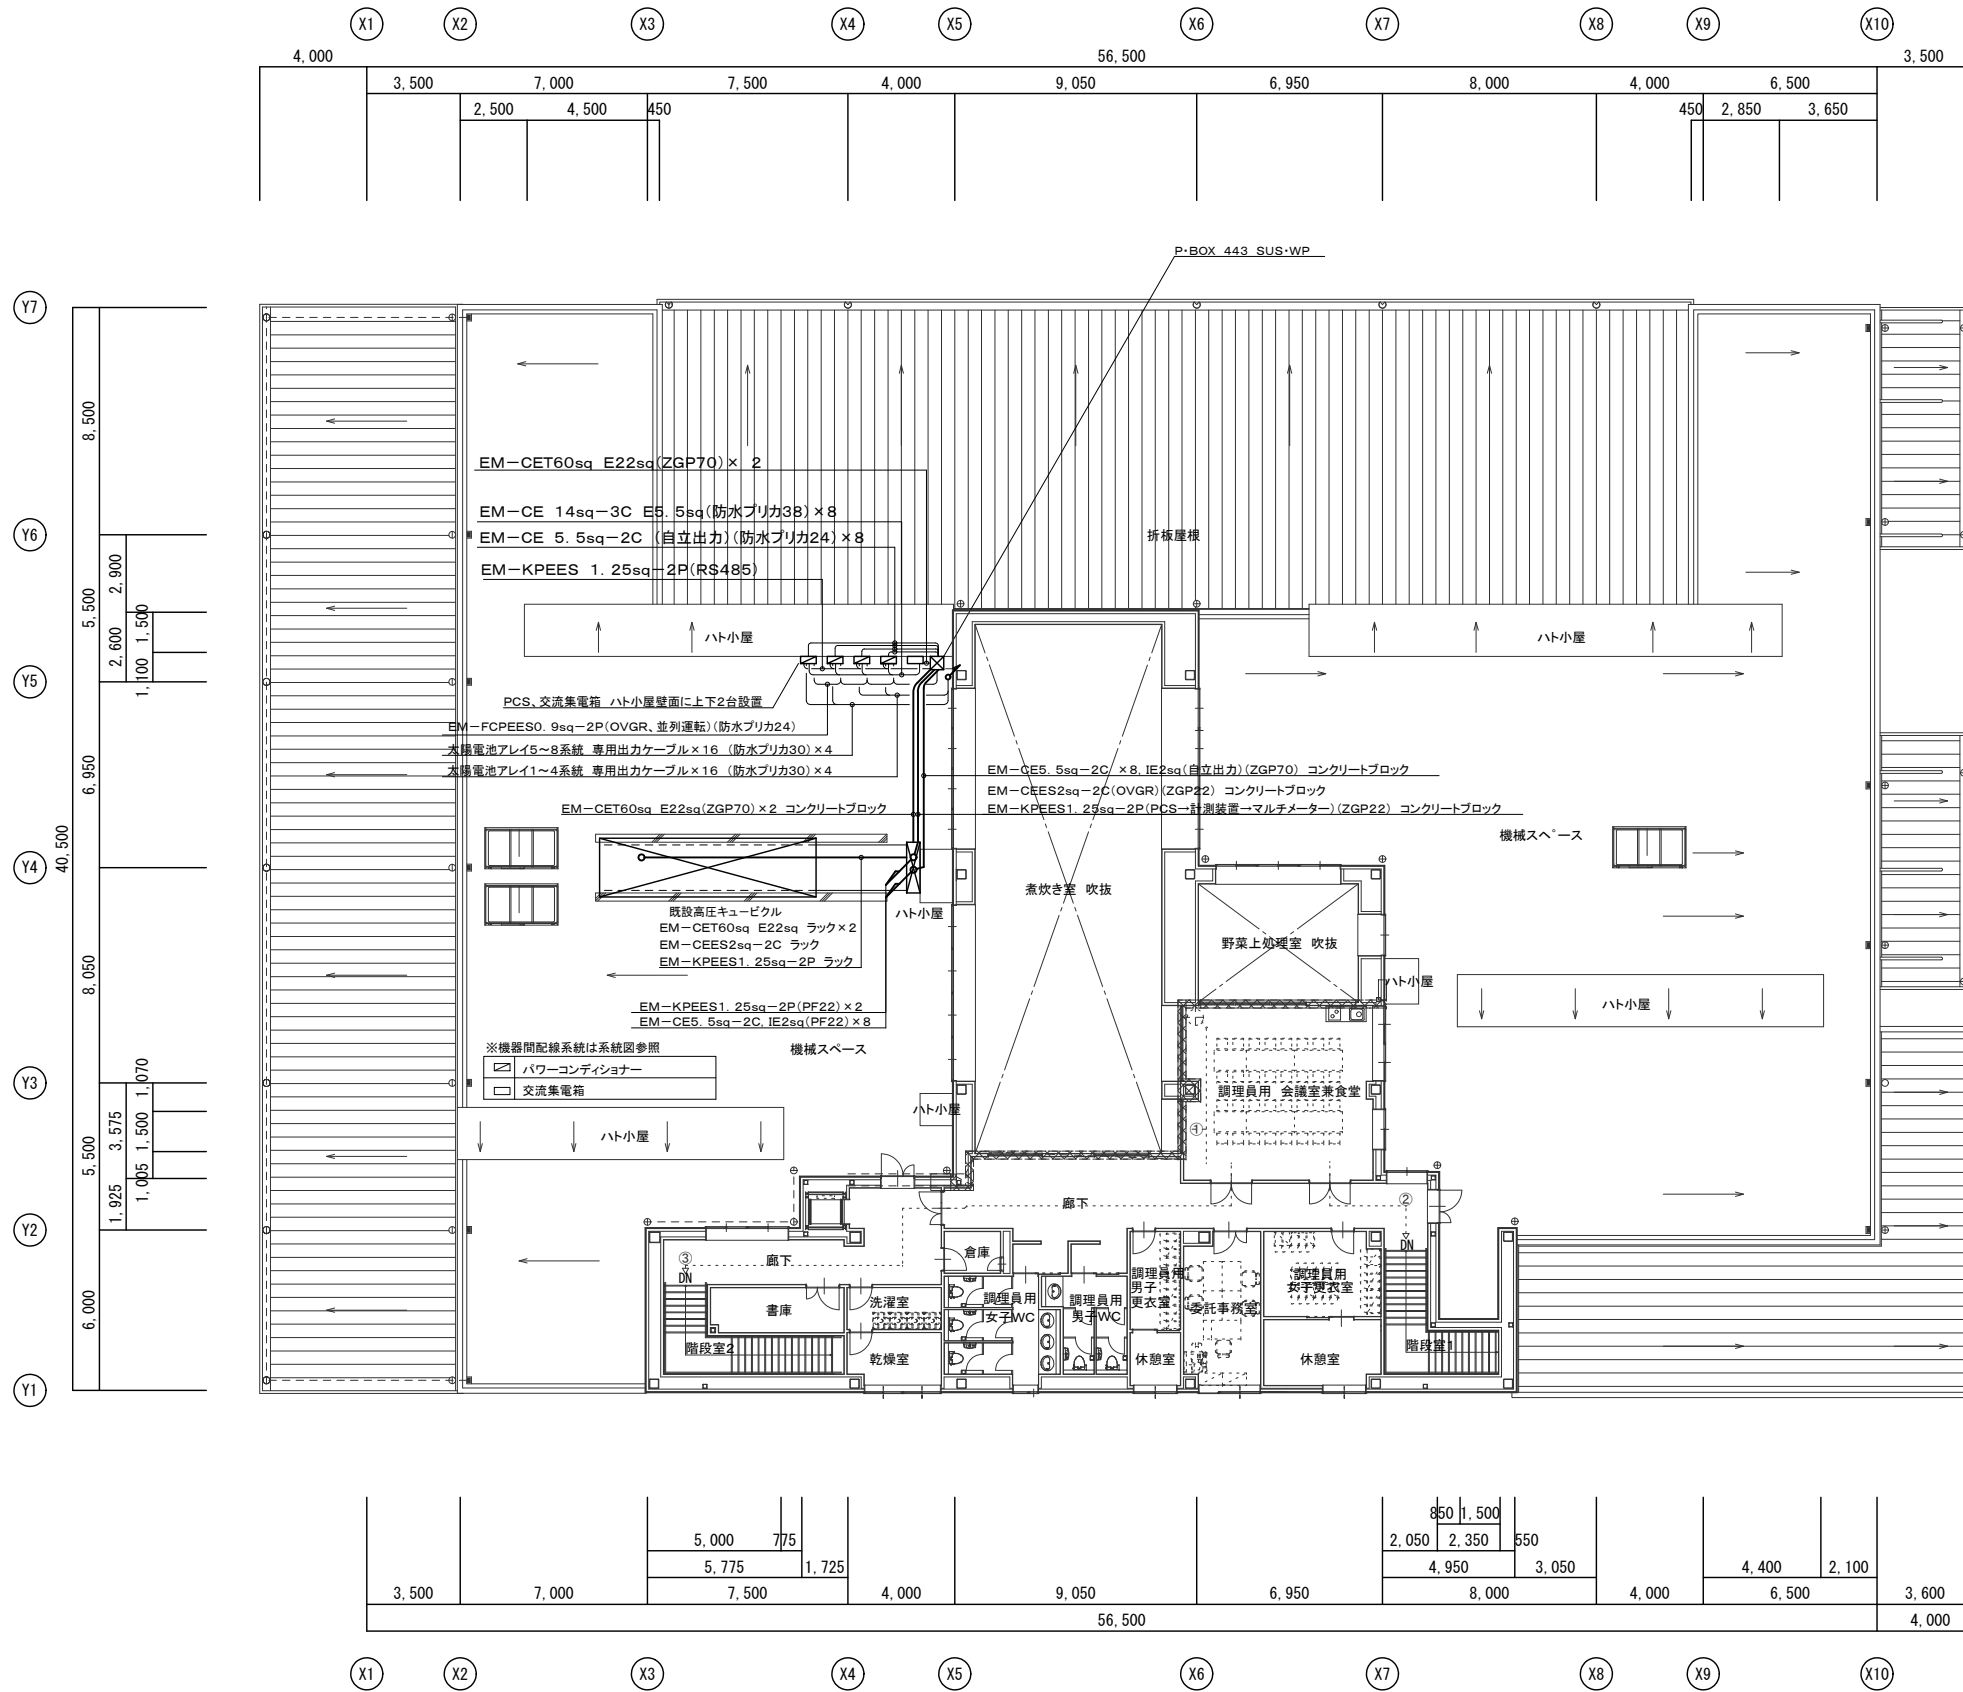 X1 X2 X3 X4 X5 X6 X7 X8 X9 X10
4,000 56,500 3,500
3,500 7,000 7,500 4,000 9,050 6,950 8,000 4,000 6,500
2,500 4,500 450 450 2,850 3,650
P・BOX 443 SUS・WP
Y7
8,500
EM－CET60sq E22sq(ZGP70)× 2
EM－CE 14sq－3C E5.5sq(防水プリカ38)×8
EM－CE 5.5sq－2C (自立出力)(防水プリカ24)×8
EM－KPEES 1.25sq－2P(RS485)
折板屋根
Y6
5,500
2,900
2,600
1,500
1,100
ハト小屋
ハト小屋
Y5
PCS、交流集電箱 ハト小屋壁面に上下2台設置
EM－FCPEES0.9sq－2P(OVGR、並列運転)(防水プリカ24)
太陽電池アレイ5～8系統 専用出力ケーブル×16 (防水プリカ30)×4
太陽電池アレイ1～4系統 専用出力ケーブル×16 (防水プリカ30)×4
6,950
EM－CE5.5sq－2C ×8,IE2sq(自立出力)(ZGP70) コンクリートブロック
EM－CEES2sq－2C(OVGR)(ZGP22) コンクリートブロック
EM－CET60sq E22sq(ZGP70)×2 コンクリートブロック
EM－KPEES1.25sq－2P(PCS→計測装置→マルチメーター)(ZGP22) コンクリートブロック
機械スペース
40,500
Y4
煮炊き室 吹抜
既設高圧キュービクル
ハト小屋
EM－CET60sq E22sq ラック×2
EM－CEES2sq－2C ラック
EM－KPEES1.25sq－2P ラック
野菜上処理室 吹抜
ハト小屋
ハト小屋
8,050
EM－KPEES1.25sq－2P(PF22)×2
EM－CE5.5sq－2C,IE2sq(PF22)×8
※機器間配線系統は系統図参照
機械スペース
パワーコンディショナー
交流集電箱
Y3
調理員用 会議室兼食堂
ハト小屋
ハト小屋
①
5,500
3,575
1,925
1,070
1,500
1,005
廊下
②
DN
Y2
③
DN
廊下
倉庫
調理員用
男子
更衣室
調理員用
女子更衣室
書庫
洗濯室
調理員用
女子WC
調理員用
男子WC
委託事務室
6,000
階段室2
乾燥室
休憩室
休憩室
階段室1
Y1
850 1,500
5,000 775 2,050 2,350 550
5,775 1,725 4,950 3,050 4,400 2,100
3,500 7,000 7,500 4,000 9,050 6,950 8,000 4,000 6,500 3,600
56,500 4,000
X1 X2 X3 X4 X5 X6 X7 X8 X9 X10